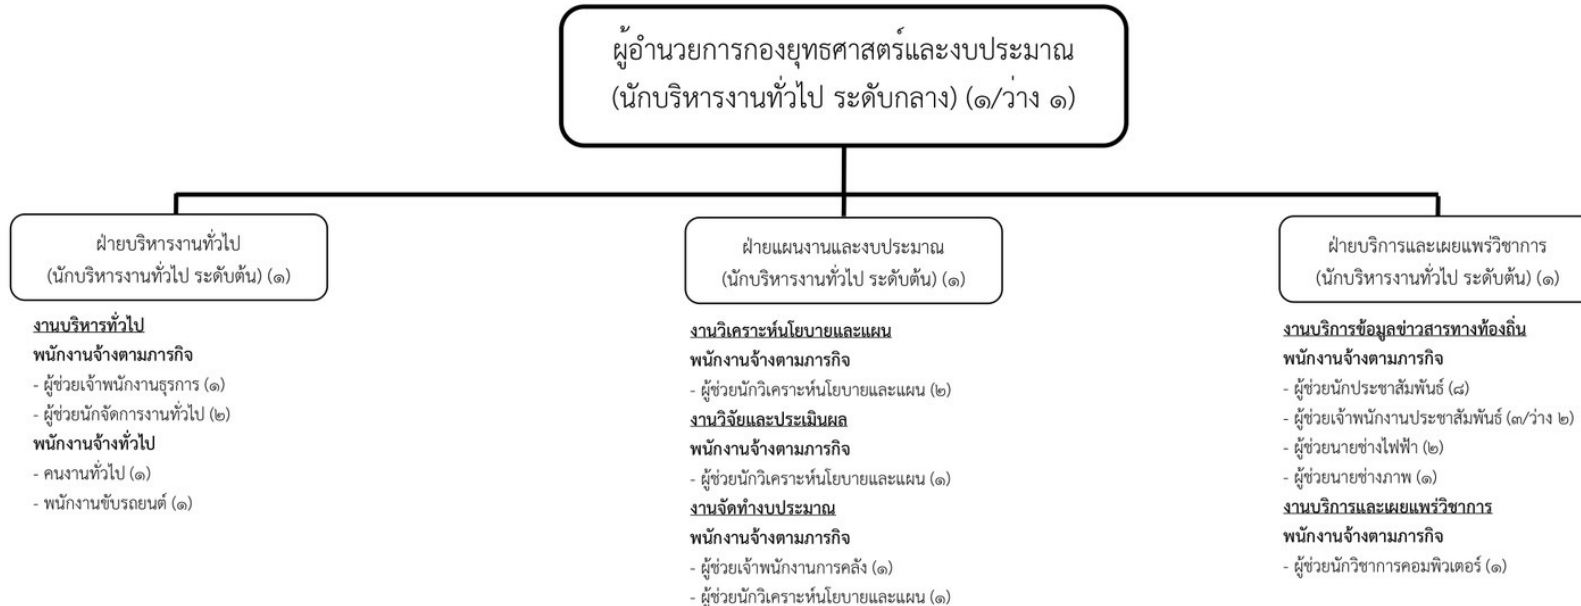 ผู้อำนวยการกองยุทธศาสตร์และงบประมาณ
(นักบริหารงานทั่วไป ระดับกลาง) (๑/ว่าง ๑)
ฝ่ายบริหารงานทั่วไป
(นักบริหารงานทั่วไป ระดับต้น) (๑)
งานบริหารทั่วไป
พนักงานจ้างตามภารกิจ
- ผู้ช่วยเจ้าพนักงานธุรการ (๑)
- ผู้ช่วยนักจัดการงานทั่วไป (๒)
พนักงานจ้างทั่วไป
- คนงานทั่วไป (๑)
- พนักงานขับรถยนต์ (๑)
ฝ่ายแผนงานและงบประมาณ
(นักบริหารงานทั่วไป ระดับต้น) (๑)
งานวิเคราะห์นโยบายและแผน
พนักงานจ้างตามภารกิจ
- ผู้ช่วยนักวิเคราะห์นโยบายและแผน (๒)
งานวิจัยและประเมินผล
พนักงานจ้างตามภารกิจ
- ผู้ช่วยนักวิเคราะห์นโยบายและแผน (๑)
งานจัดทำงบประมาณ
พนักงานจ้างตามภารกิจ
- ผู้ช่วยเจ้าพนักงานการคลัง (๑)
- ผู้ช่วยนักวิเคราะห์นโยบายและแผน (๑)
ฝ่ายบริการและเผยแพร่วิชาการ
(นักบริหารงานทั่วไป ระดับต้น) (๑)
งานบริการข้อมูลข่าวสารทางท้องถิ่น
พนักงานจ้างตามภารกิจ
- ผู้ช่วยนักประชาสัมพันธ์ (๘)
- ผู้ช่วยเจ้าพนักงานประชาสัมพันธ์ (๓/ว่าง ๒)
- ผู้ช่วยนายช่างไฟฟ้า (๒)
- ผู้ช่วยนายช่างภาพ (๑)
งานบริการและเผยแพร่วิชาการ
พนักงานจ้างตามภารกิจ
- ผู้ช่วยนักวิชาการคอมพิวเตอร์ (๑)